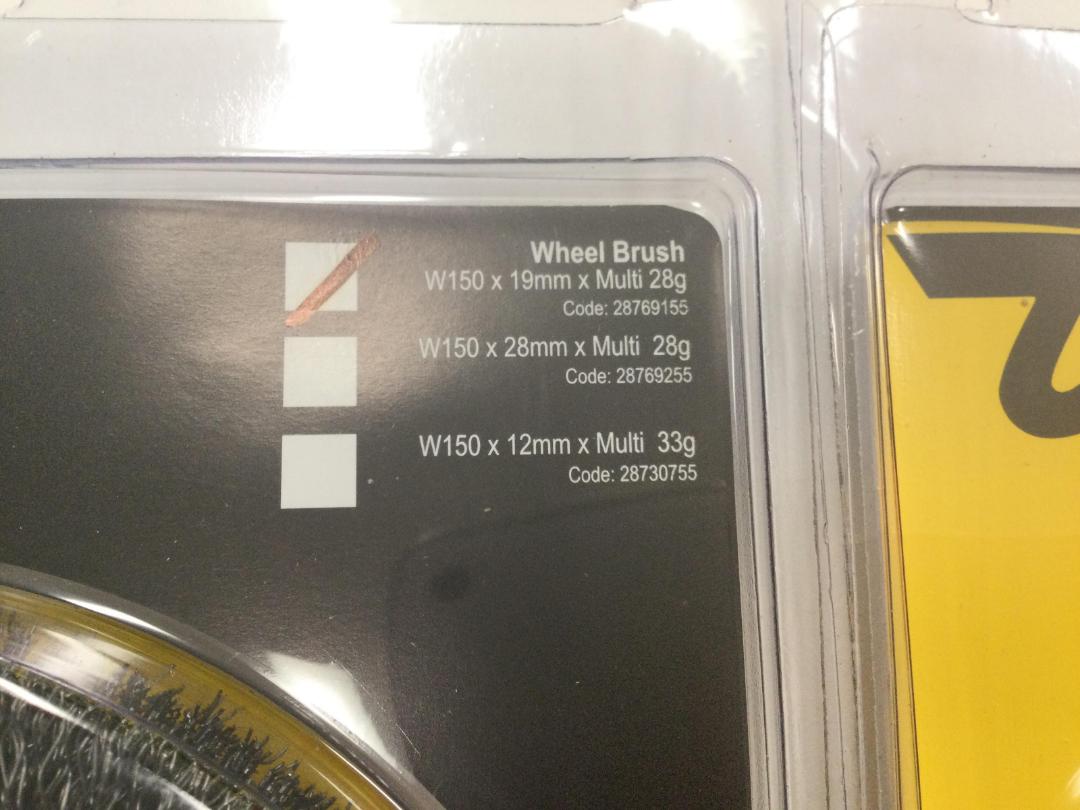 Wheel Brush
W150 x 19mm x Multi 28g
Code: 28769155
W150 x 28mm x Multi 28g
Code: 28769255
W150 x 12mm x Multi 33g
Code: 28730755